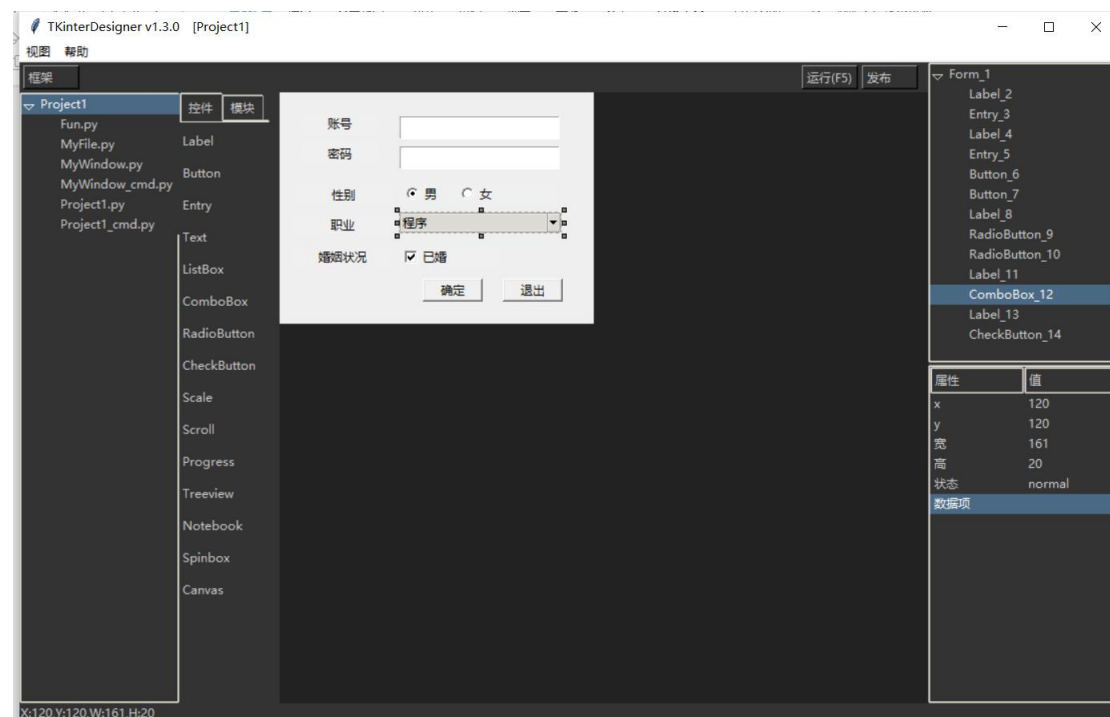 TKinterDesigner v1.3.0 [Project1]
视图 帮助
框架
运行(F5) 发布
Project1
Fun.py
MyFile.py
MyWindow.py
MyWindow_cmd.py
Project1.py
Project1_cmd.py
控件 模块
Label
Button
Entry
Text
ListBox
ComboBox
RadioButton
CheckButton
Scale
Scroll
Progress
Treeview
Notebook
Spinbox
Canvas
账号
密码
性别 男 女
职业 程序
婚姻状况 已婚
确定 退出
Form_1
Label_2
Entry_3
Label_4
Entry_5
Button_6
Button_7
Label_8
RadioButton_9
RadioButton_10
Label_11
ComboBox_12
Label_13
CheckButton_14
属性 值
x 120
y 120
宽 161
高 20
状态 normal
数据项
X:120 Y:120 W:161 H:20